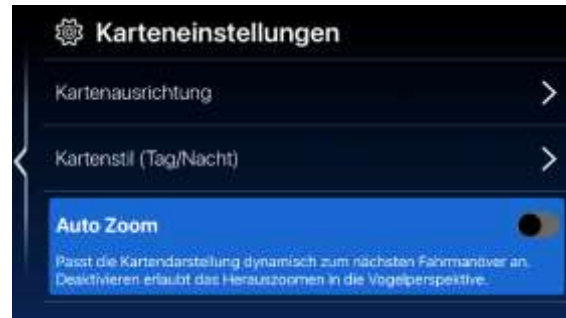 Karteneinstellungen
Kartenausrichtung
Kartenstil (Tag/Nacht)
Auto Zoom
Passt die Kartendarstellung dynamisch zum nächsten Fahrmanöver an.
Deaktivieren erlaubt das Herauszoomen in die Vogelperspektive.